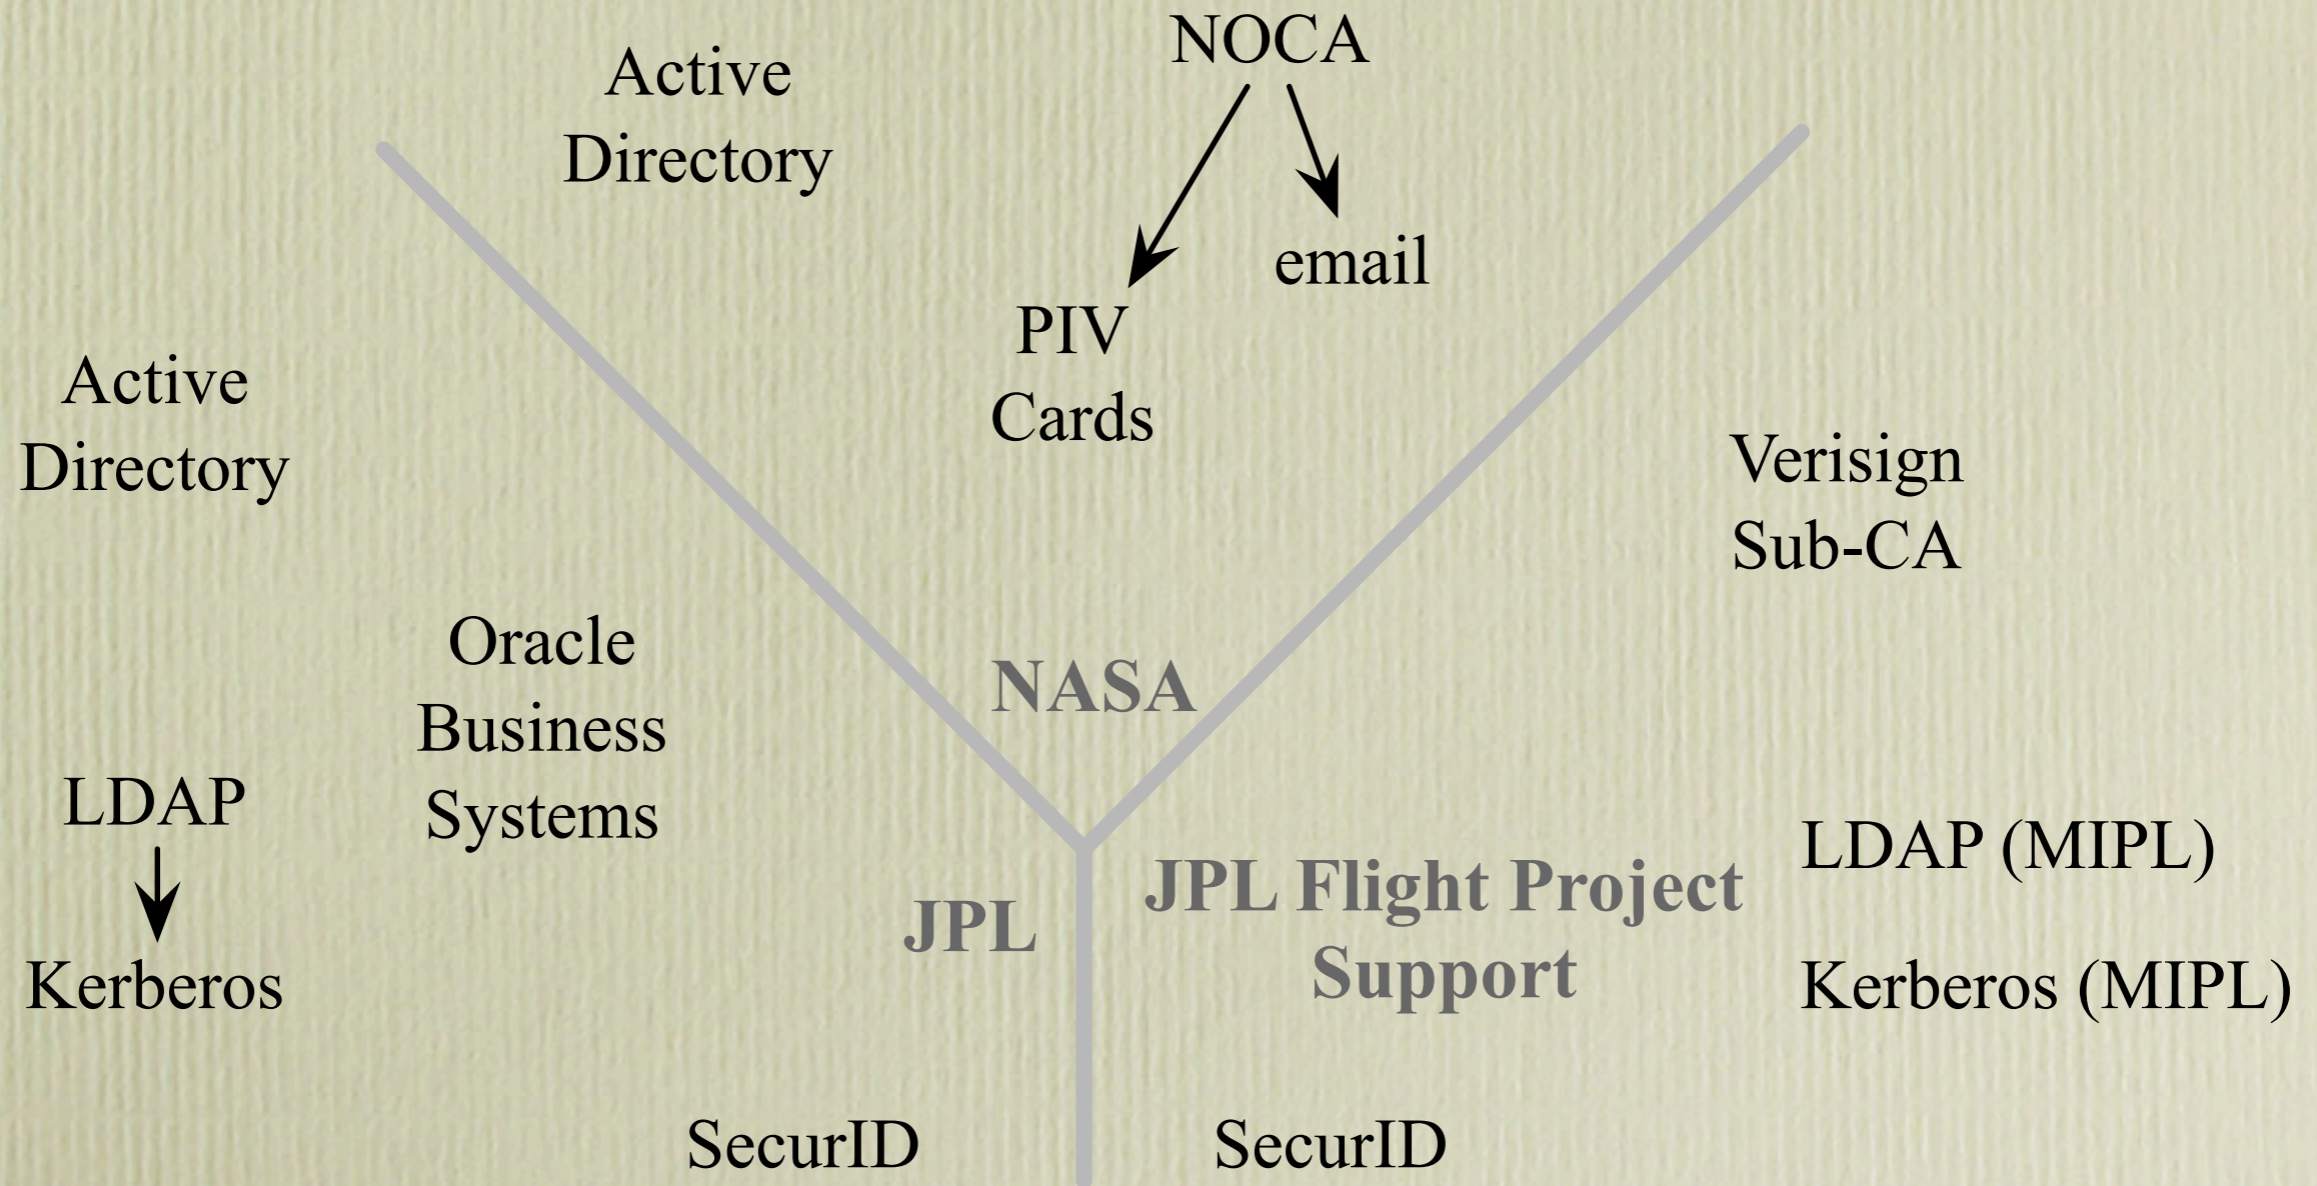 NOCA
Active
Directory
email
PIV
Cards
Active
Directory
Verisign
Sub-CA
Oracle
Business
Systems
NASA
LDAP
Kerberos
JPL
JPL Flight Project
Support
LDAP (MIPL)
Kerberos (MIPL)
SecurID
SecurID